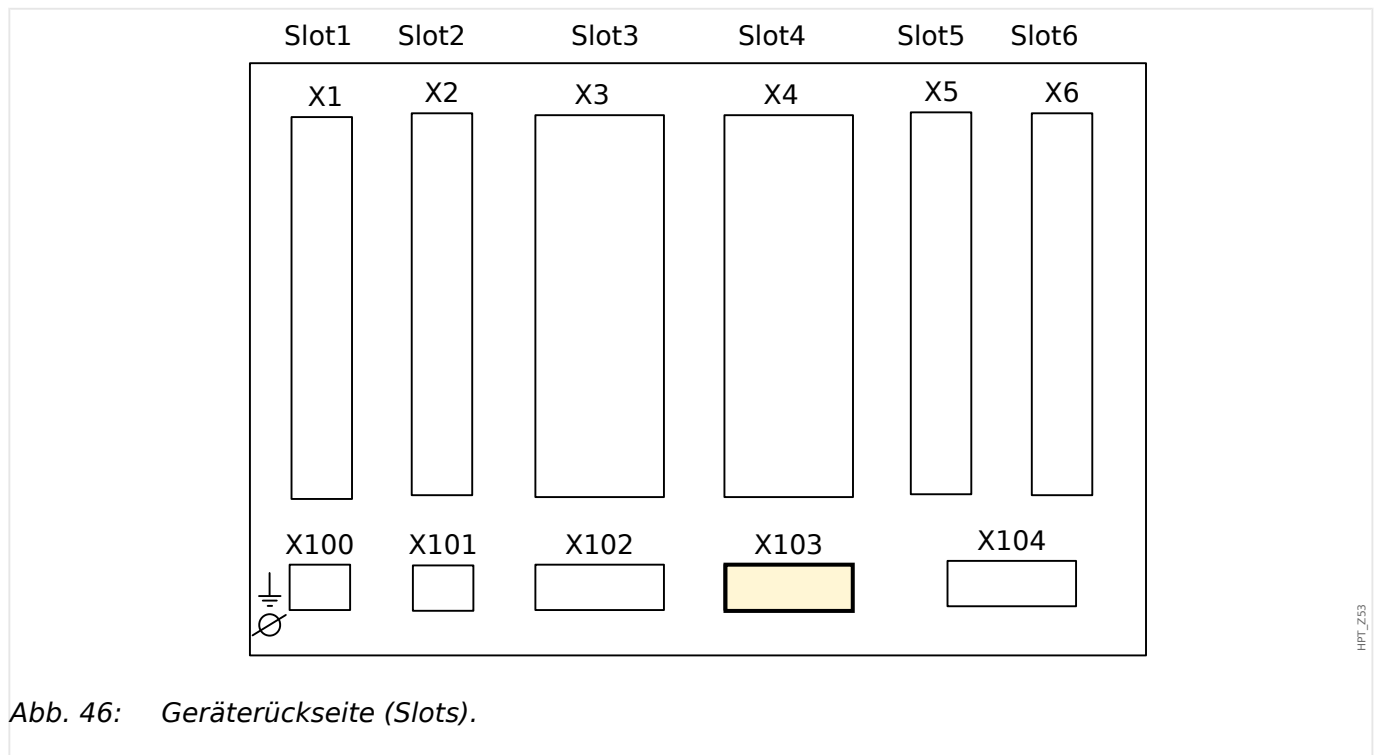 Slot1 Slot2 Slot3 Slot4 Slot5 Slot6
X1 X2 X3 X4 X5 X6
X100 X101 X102 X103 X104
HPT_Z53
Abb. 46: Geräterückseite (Slots).